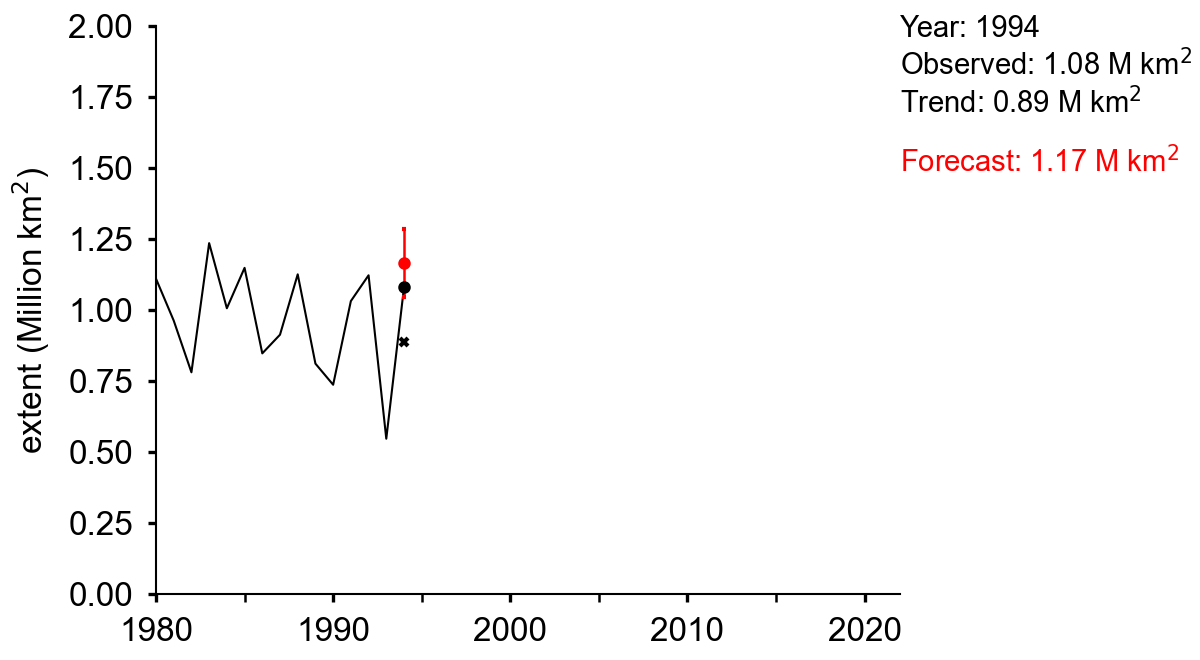 2.00
1.75
1.50
1.25
1.00
0.75
0.50
0.25
0.00
extent (Million km²)
1980 1990 2000 2010 2020
Year: 1994
Observed: 1.08 M km²
Trend: 0.89 M km²
Forecast: 1.17 M km²